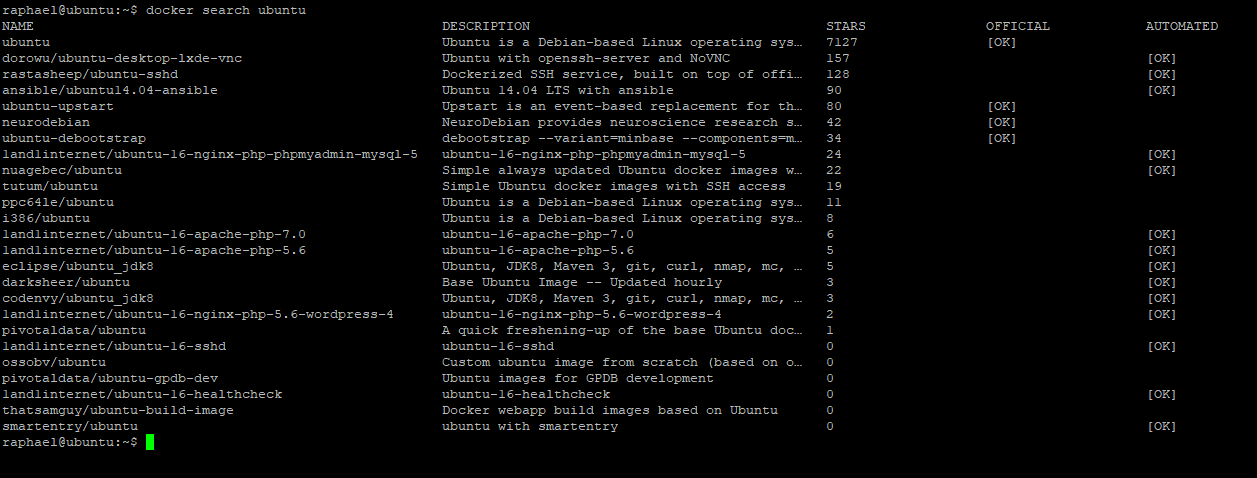 raphael@ubuntu:~$ docker search ubuntu
NAME DESCRIPTION STARS OFFICIAL AUTOMATED
ubuntu Ubuntu is a Debian-based Linux operating sys… 7127 [OK]
dorowu/ubuntu-desktop-lxde-vnc Ubuntu with openssh-server and NoVNC 157 [OK]
rastasheep/ubuntu-sshd Dockerized SSH service, built on top of offi… 128 [OK]
ansible/ubuntu14.04-ansible Ubuntu 14.04 LTS with ansible 90 [OK]
ubuntu-upstart Upstart is an event-based replacement for th… 80 [OK]
neurodebian NeuroDebian provides neuroscience research s… 42 [OK]
ubuntu-debootstrap debootstrap --variant=minbase --components=m… 34 [OK]
landlinternet/ubuntu-16-nginx-php-phpmyadmin-mysql-5 ubuntu-16-nginx-php-phpmyadmin-mysql-5 24 [OK]
nuagebec/ubuntu Simple always updated Ubuntu docker images w… 22 [OK]
tutum/ubuntu Simple Ubuntu docker images with SSH access 19
ppc64le/ubuntu Ubuntu is a Debian-based Linux operating sys… 11
i386/ubuntu Ubuntu is a Debian-based Linux operating sys… 8
landlinternet/ubuntu-16-apache-php-7.0 ubuntu-16-apache-php-7.0 6 [OK]
landlinternet/ubuntu-16-apache-php-5.6 ubuntu-16-apache-php-5.6 5 [OK]
eclipse/ubuntu_jdk8 Ubuntu, JDK8, Maven 3, git, curl, nmap, mc, … 5 [OK]
darksheer/ubuntu Base Ubuntu Image -- Updated hourly 3 [OK]
codenvy/ubuntu_jdk8 Ubuntu, JDK8, Maven 3, git, curl, nmap, mc, … 3 [OK]
landlinternet/ubuntu-16-nginx-php-5.6-wordpress-4 ubuntu-16-nginx-php-5.6-wordpress-4 2 [OK]
pivotaldata/ubuntu A quick freshening-up of the base Ubuntu doc… 1
landlinternet/ubuntu-16-sshd ubuntu-16-sshd 0 [OK]
ossobv/ubuntu Custom ubuntu image from scratch (based on o… 0
pivotaldata/ubuntu-gpdb-dev Ubuntu images for GPDB development 0
landlinternet/ubuntu-16-healthcheck ubuntu-16-healthcheck 0 [OK]
thatsamguy/ubuntu-build-image Docker webapp build images based on Ubuntu 0
smartentry/ubuntu ubuntu with smartentry 0 [OK]
raphael@ubuntu:~$